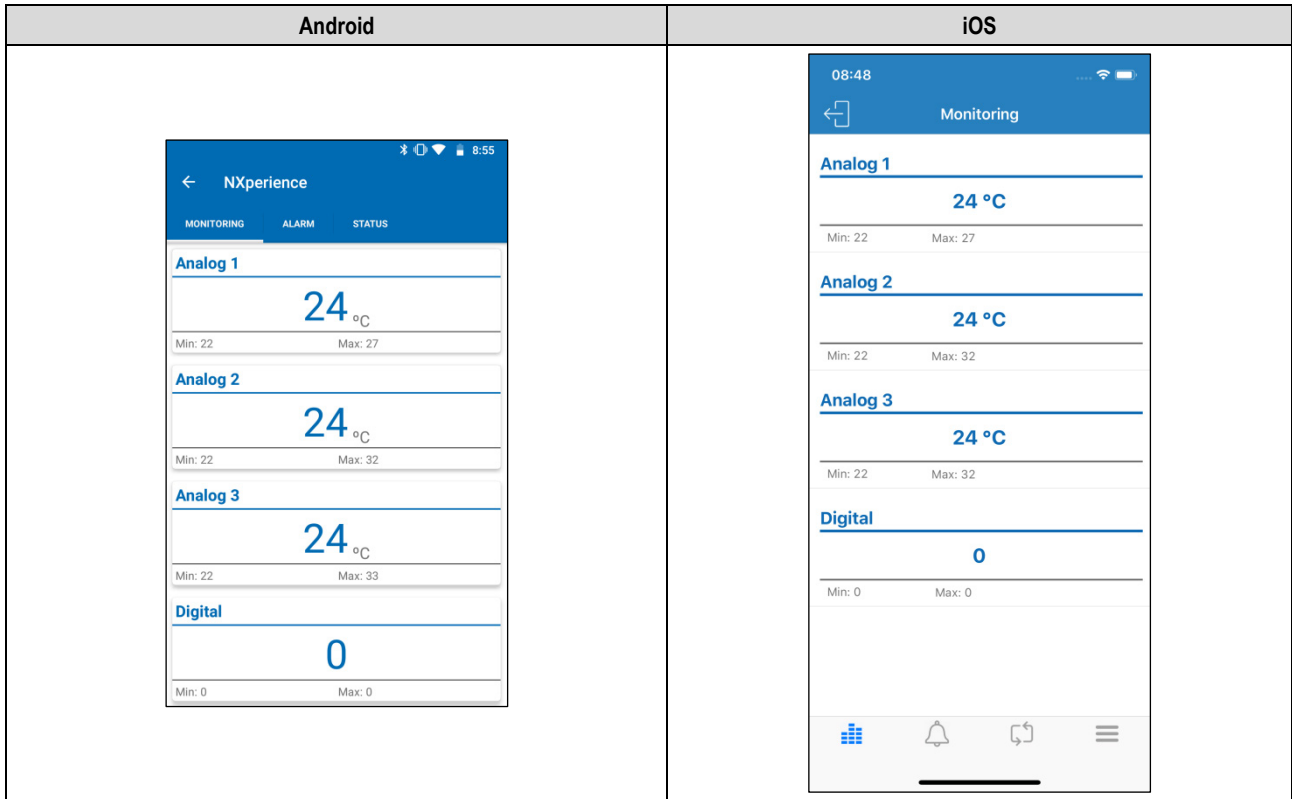 Android
iOS
8:55
NXperience
MONITORING ALARM STATUS
Analog 1
24 ºC
Min: 22 Max: 27
Analog 2
24 ºC
Min: 22 Max: 32
Analog 3
24 ºC
Min: 22 Max: 33
Digital
0
Min: 0 Max: 0
08:48
Monitoring
Analog 1
24 °C
Min: 22 Max: 27
Analog 2
24 °C
Min: 22 Max: 32
Analog 3
24 °C
Min: 22 Max: 32
Digital
0
Min: 0 Max: 0